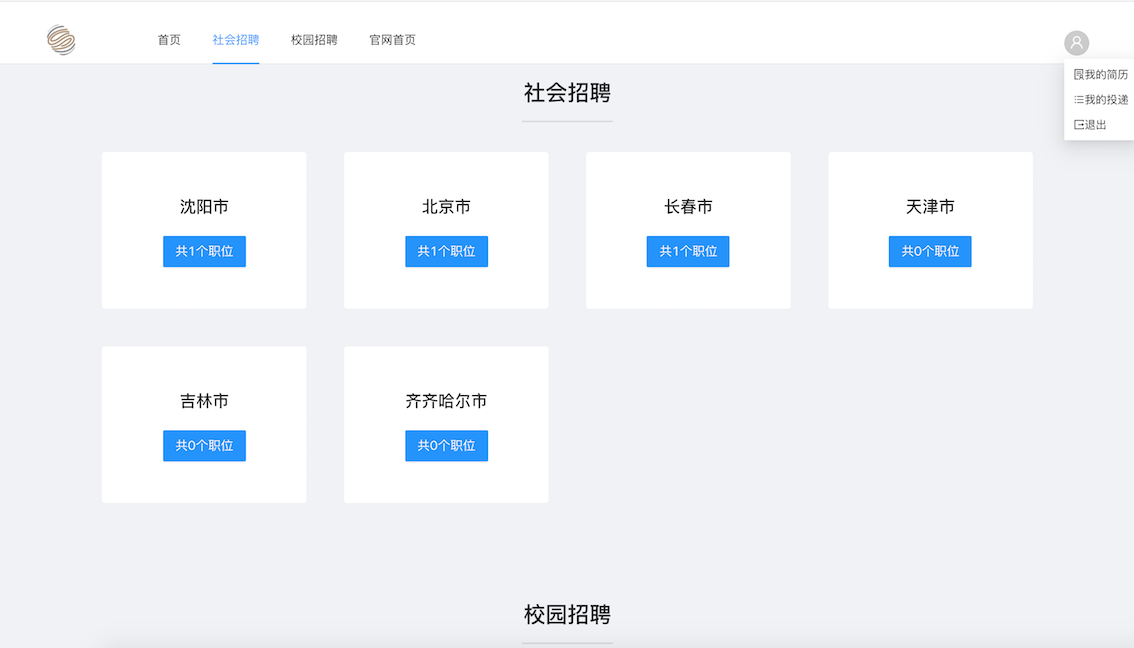 首页 社会招聘 校园招聘 官网首页
我的简历
我的投递
退出
社会招聘
沈阳市 北京市 长春市 天津市
共1个职位 共1个职位 共1个职位 共0个职位
吉林市 齐齐哈尔市
共0个职位 共0个职位
校园招聘